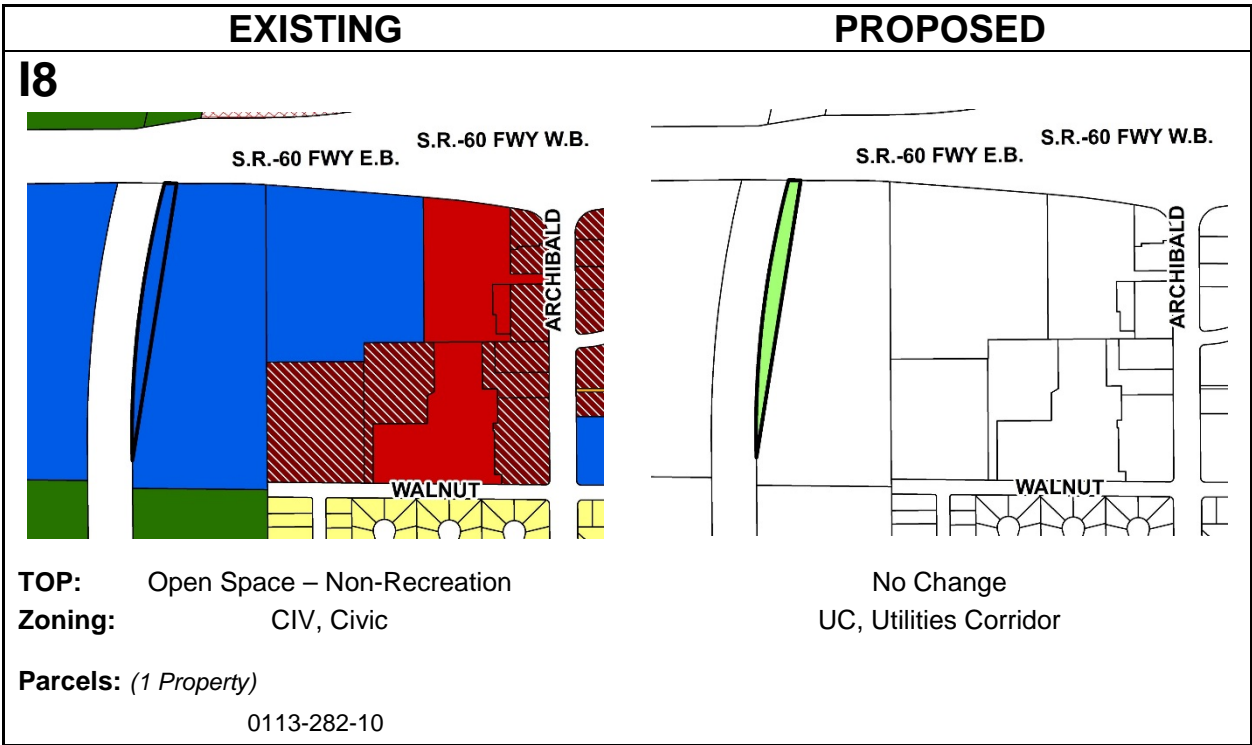 EXISTING PROPOSED
I8
S.R.-60 FWY W.B.
S.R.-60 FWY E.B.
ARCHIBALD
WALNUT
S.R.-60 FWY W.B.
S.R.-60 FWY E.B.
ARCHIBALD
WALNUT
TOP: Open Space – Non-Recreation No Change
Zoning: CIV, Civic UC, Utilities Corridor
Parcels: (1 Property)
0113-282-10